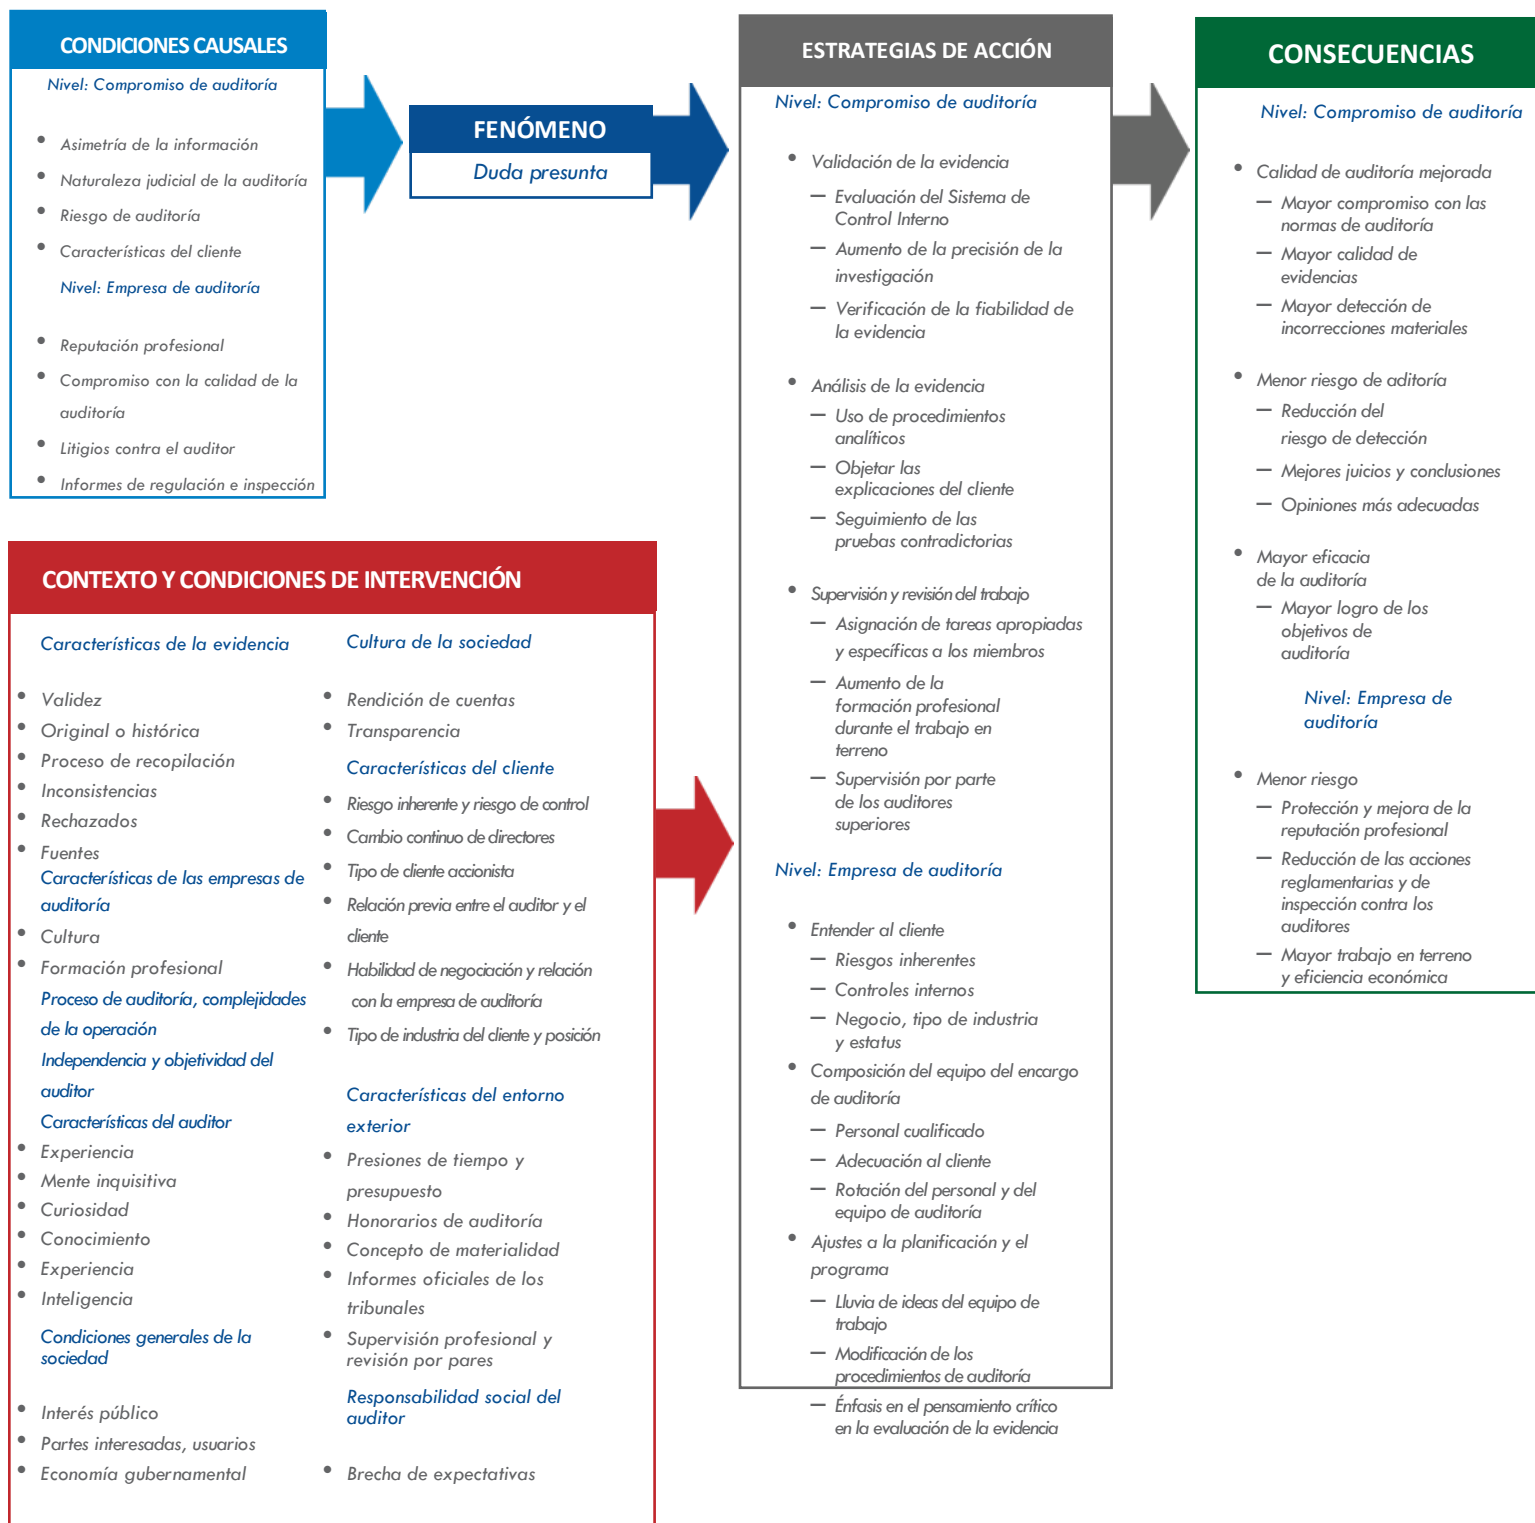 CONDICIONES CAUSALES
Nivel: Compromiso de auditoría
• Asimetría de la información
• Naturaleza judicial de la auditoría
• Riesgo de auditoría
• Características del cliente
Nivel: Empresa de auditoría
• Reputación profesional
• Compromiso con la calidad de la
auditoría
• Litigios contra el auditor
• Informes de regulación e inspección
FENÓMENO
Duda presunta
CONTEXTO Y CONDICIONES DE INTERVENCIÓN
Características de la evidencia
• Validez
• Original o histórica
• Proceso de recopilación
• Inconsistencias
• Rechazados
• Fuentes
Características de las empresas de
auditoría
• Cultura
• Formación profesional
Proceso de auditoría, complejidades
de la operación
Independencia y objetividad del
auditor
Características del auditor
• Experiencia
• Mente inquisitiva
• Curiosidad
• Conocimiento
• Experiencia
• Inteligencia
Condiciones generales de la
sociedad
• Interés público
• Partes interesadas, usuarios
• Economía gubernamental
Cultura de la sociedad
• Rendición de cuentas
• Transparencia
Características del cliente
• Riesgo inherente y riesgo de control
• Cambio continuo de directores
• Tipo de cliente accionista
• Relación previa entre el auditor y el
cliente
• Habilidad de negociación y relación
con la empresa de auditoría
• Tipo de industria del cliente y posición
Características del entorno
exterior
• Presiones de tiempo y
presupuesto
• Honorarios de auditoría
• Concepto de materialidad
• Informes oficiales de los
tribunales
• Supervisión profesional y
revisión por pares
Responsabilidad social del
auditor
• Brecha de expectativas
ESTRATEGIAS DE ACCIÓN
Nivel: Compromiso de auditoría
• Validación de la evidencia
— Evaluación del Sistema de
Control Interno
— Aumento de la precisión de la
investigación
— Verificación de la fiabilidad de
la evidencia
• Análisis de la evidencia
— Uso de procedimientos
analíticos
— Objetar las
explicaciones del cliente
— Seguimiento de las
pruebas contradictorias
• Supervisión y revisión del trabajo
— Asignación de tareas apropiadas
y específicas a los miembros
— Aumento de la
formación profesional
durante el trabajo en
terreno
— Supervisión por parte
de los auditores
superiores
Nivel: Empresa de auditoría
• Entender al cliente
— Riesgos inherentes
— Controles internos
— Negocio, tipo de industria
y estatus
• Composición del equipo del encargo
de auditoría
— Personal cualificado
— Adecuación al cliente
— Rotación del personal y del
equipo de auditoría
• Ajustes a la planificación y el
programa
— Lluvia de ideas del equipo de
trabajo
— Modificación de los
procedimientos de auditoría
— Énfasis en el pensamiento crítico
en la evaluación de la evidencia
CONSECUENCIAS
Nivel: Compromiso de auditoría
• Calidad de auditoría mejorada
— Mayor compromiso con las
normas de auditoría
— Mayor calidad de
evidencias
— Mayor detección de
incorrecciones materiales
• Menor riesgo de aditoría
— Reducción del
riesgo de detección
— Mejores juicios y conclusiones
— Opiniones más adecuadas
• Mayor eficacia
de la auditoría
— Mayor logro de los
objetivos de
auditoría
Nivel: Empresa de
auditoría
• Menor riesgo
— Protección y mejora de la
reputación profesional
— Reducción de las acciones
reglamentarias y de
inspección contra los
auditores
— Mayor trabajo en terreno
y eficiencia económica